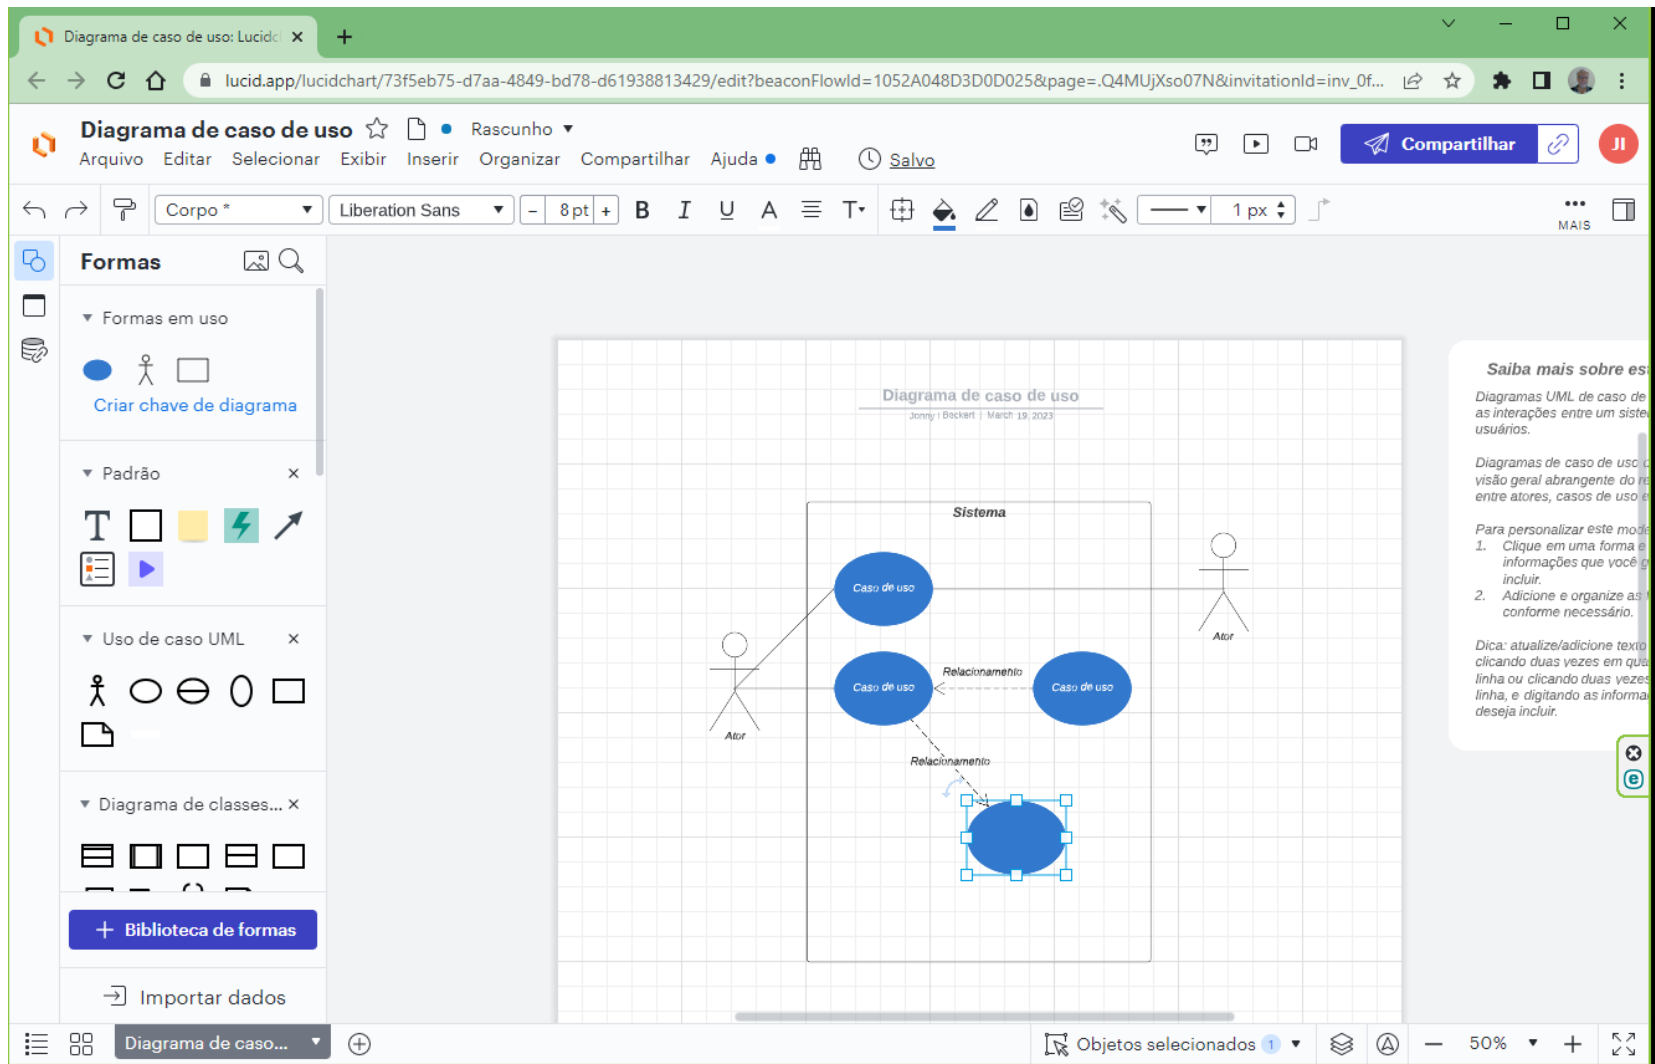 Diagrama de caso de uso: Lucidc
lucid.app/lucidchart/73f5eb75-d7aa-4849-bd78-d61938813429/edit?beaconFlowId=1052A048D3D0D025&page=.Q4MUjXso07N&invitationId=inv_0f...
Diagrama de caso de uso
Rascunho
Arquivo Editar Selecionar Exibir Inserir Organizar Compartilhar Ajuda
Salvo
Compartilhar
JI
Corpo *
Liberation Sans
- 8 pt +
B I U A T
1 px
MAIS
Formas
Formas em uso
Criar chave de diagrama
Padrão
T
Uso de caso UML
Diagrama de classes...
+ Biblioteca de formas
Importar dados
Diagrama de caso de uso
Jonny I Beckert | March 19, 2023
Sistema
Caso de uso
Ator
Relacionamento
Caso de uso
Caso de uso
Ator
Relacionamento
Saiba mais sobre es
Diagramas UML de caso de
as interações entre um siste
usuários.
Diagramas de caso de uso
visão geral abrangente do
entre atores, casos de uso
Para personalizar este mod
1. Clique em uma forma e
informações que você
incluir.
2. Adicione e organize as
conforme necessário.
Dica: atualize/adicione texto
clicando duas vezes em qua
linha ou clicando duas vezes
linha, e digitando as informa
deseja incluir.
Diagrama de caso...
Objetos selecionados 1
50%